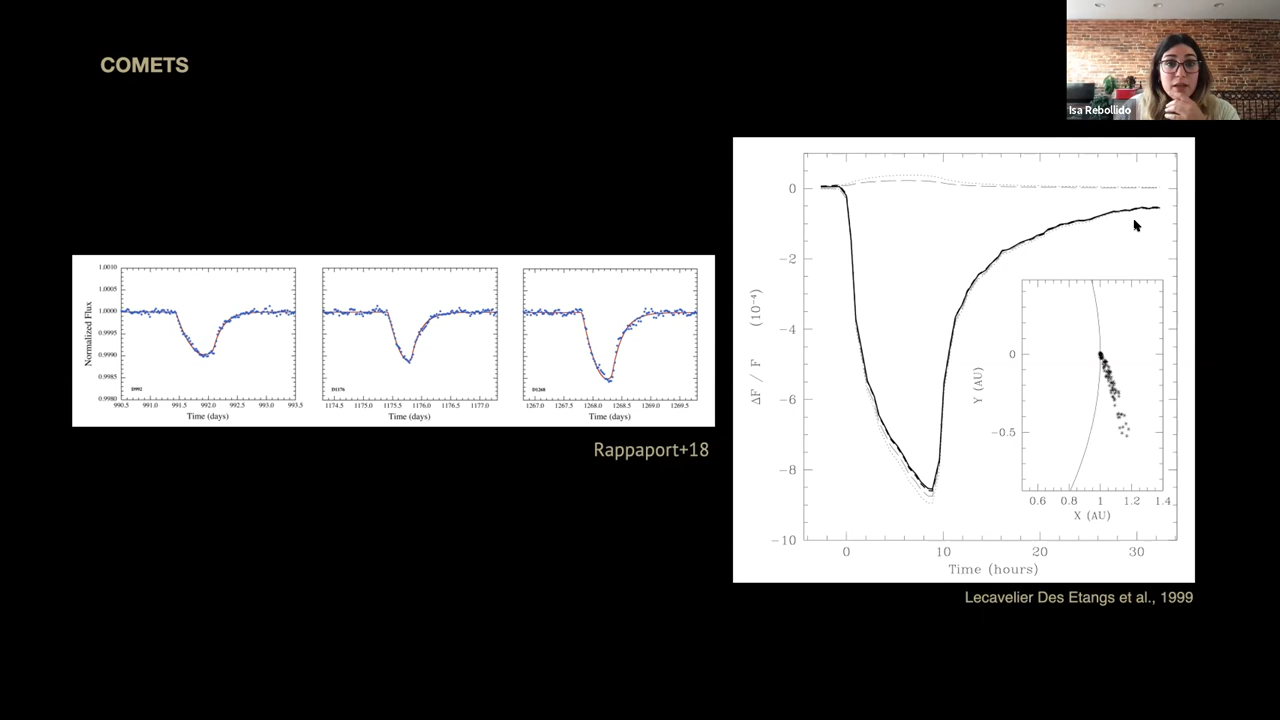 COMETS
Isa Rebollido
1.0010
1.0005
1.0000
0.9995
0.9990
0.9985
0.9980
Normalized Flux
D992
D1176
D1268
990.5 991.0 991.5 992.0 992.5 993.0 993.5
1174.5 1175.0 1175.5 1176.0 1176.5 1177.0
1267.0 1267.5 1268.0 1268.5 1269.0 1269.5
Time (days)
Time (days)
Time (days)
Rappaport+18
0
−2
−4
−6
−8
−10
ΔF / F (10⁻⁴)
0 10 20 30
Time (hours)
0
−0.5
Y (AU)
0.6 0.8 1 1.2 1.4
X (AU)
Lecavelier Des Etangs et al., 1999